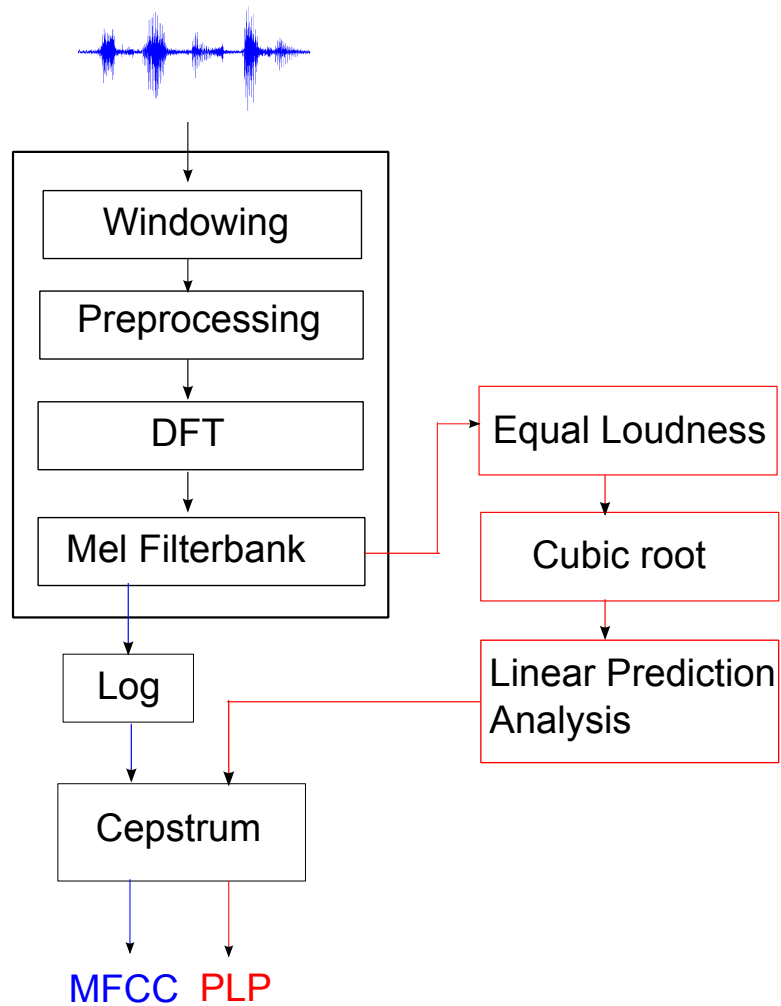 Windowing
Preprocessing
DFT
Mel Filterbank
Equal Loudness
Cubic root
Linear Prediction
Analysis
Log
Cepstrum
MFCC PLP